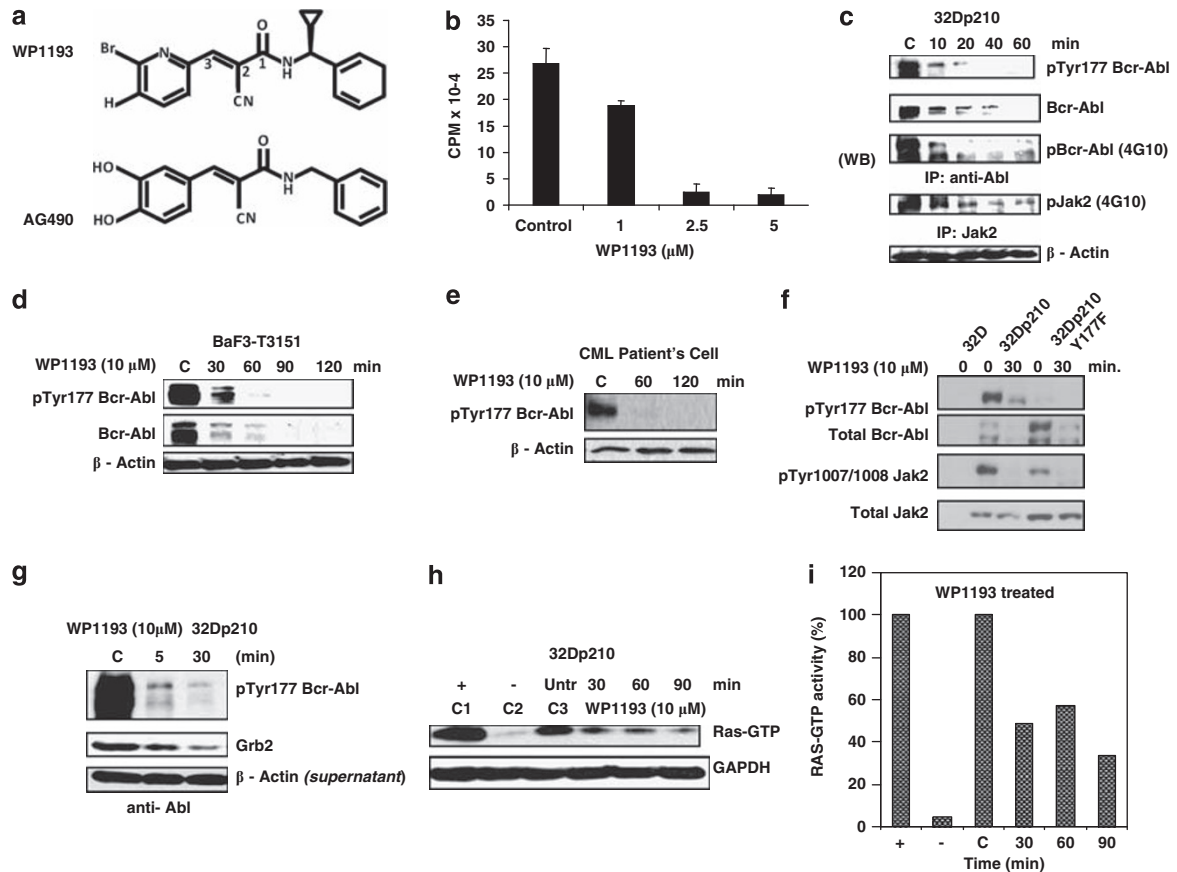 a
WP1193
Br
N
H
3
2
1
O
N
H
CN
AG490
HO
HO
O
NH
CN
b
CPM x 10-4
35
30
25
20
15
10
5
0
Control 1 2.5 5
WP1193 (μM)
c
32Dp210
C 10 20 40 60 min
pTyr177 Bcr-Abl
Bcr-Abl
(WB)
pBcr-Abl (4G10)
IP: anti-Abl
pJak2 (4G10)
IP: Jak2
β - Actin
d
BaF3-T3151
WP1193 (10 μM) C 30 60 90 120 min
pTyr177 Bcr-Abl
Bcr-Abl
β - Actin
e
CML Patient's Cell
WP1193 (10 μM) C 60 120 min
pTyr177 Bcr-Abl
β - Actin
f
32D
32Dp210
32Dp210
Y177F
WP1193 (10 μM) 0 0 30 0 30 min.
pTyr177 Bcr-Abl
Total Bcr-Abl
pTyr1007/1008 Jak2
Total Jak2
g
WP1193 (10μM) 32Dp210
C 5 30 (min)
pTyr177 Bcr-Abl
Grb2
β - Actin (supernatant)
anti- Abl
h
32Dp210
+ - Untr 30 60 90 min
C1 C2 C3 WP1193 (10 μM)
Ras-GTP
GAPDH
i
WP1193 treated
RAS-GTP activity (%)
120
100
80
60
40
20
0
+ - C 30 60 90
Time (min)